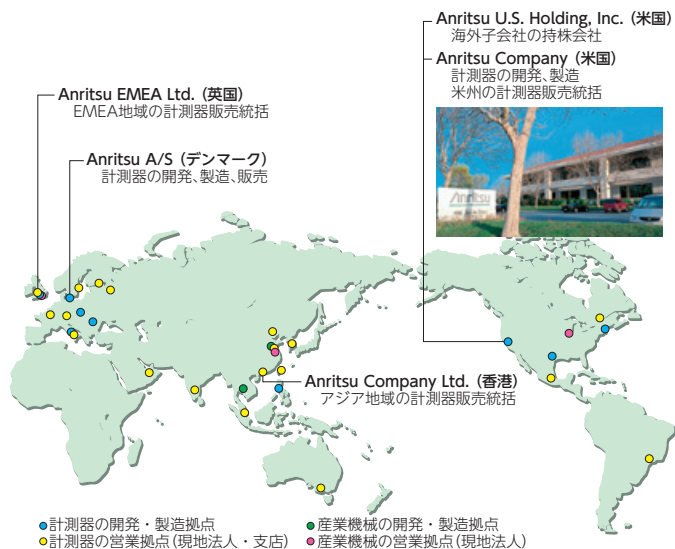 Anritsu U.S. Holding, Inc. (米国)
海外子会社の持株会社
Anritsu Company (米国)
計測器の開発、製造
米州の計測器販売統括
Anritsu EMEA Ltd. (英国)
EMEA地域の計測器販売統括
Anritsu A/S (デンマーク)
計測器の開発、製造、販売
Anritsu
Anritsu Company Ltd. (香港)
アジア地域の計測器販売統括
計測器の開発・製造拠点
産業機械の開発・製造拠点
計測器の営業拠点(現地法人・支店)
産業機械の営業拠点(現地法人)